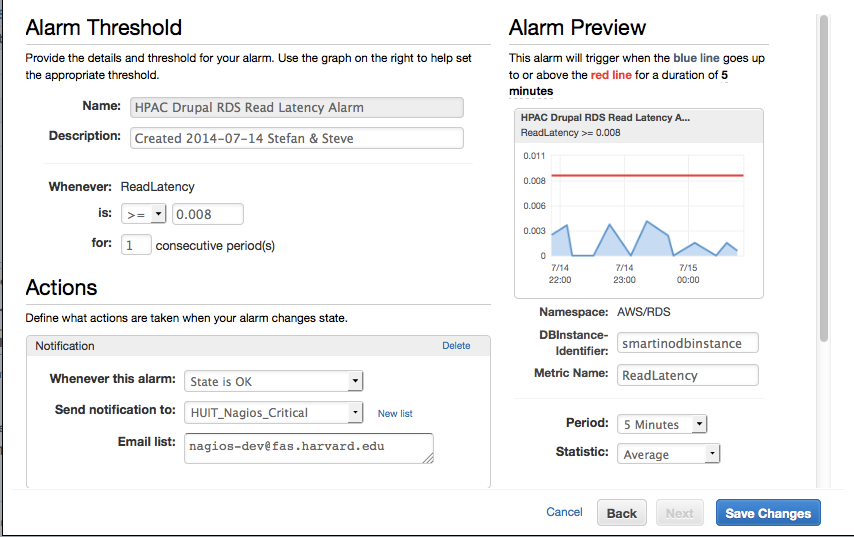 Alarm Threshold
Provide the details and threshold for your alarm. Use the graph on the right to help set
the appropriate threshold.
Name: HPAC Drupal RDS Read Latency Alarm
Description: Created 2014-07-14 Stefan & Steve
Whenever: ReadLatency
is: >= 0.008
for: 1 consecutive period(s)
Actions
Define what actions are taken when your alarm changes state.
Notification Delete
Whenever this alarm: State is OK
Send notification to: HUIT_Nagios_Critical New list
Email list: nagios-dev@fas.harvard.edu
Alarm Preview
This alarm will trigger when the blue line goes up
to or above the red line for a duration of 5
minutes
HPAC Drupal RDS Read Latency A...
ReadLatency >= 0.008
0.011
0.008
0.006
0.003
0
7/14 7/14 7/15
22:00 23:00 00:00
Namespace: AWS/RDS
DBInstance-
Identifier: smartinodbinstance
Metric Name: ReadLatency
Period: 5 Minutes
Statistic: Average
Cancel Back Next Save Changes